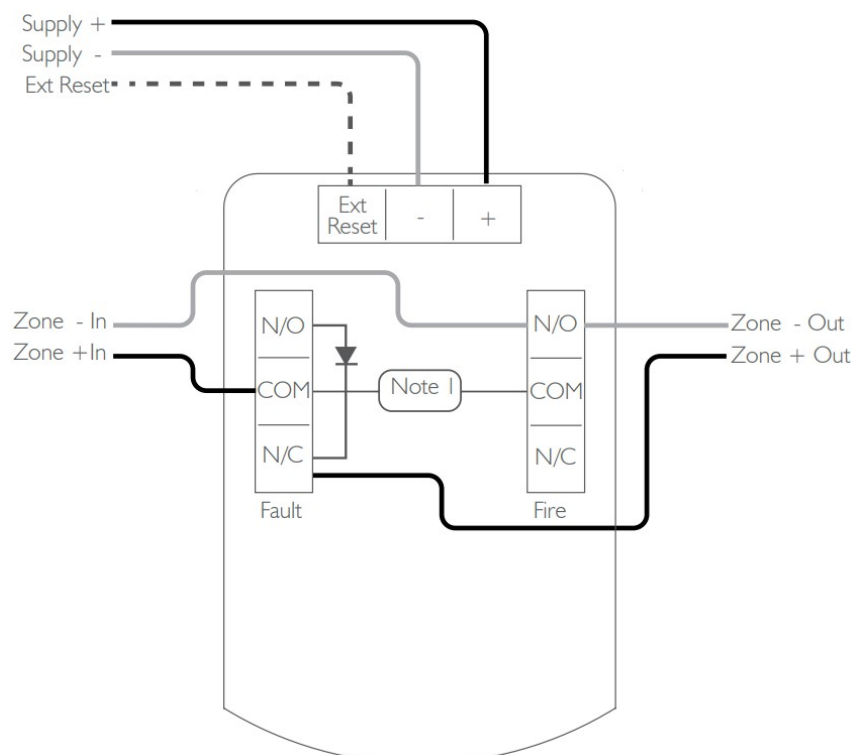 Supply +
Supply -
Ext Reset
Ext
Reset
-
+
Zone - In
Zone +In
N/O
COM
N/C
Fault
Note 1
N/O
COM
N/C
Fire
Zone - Out
Zone + Out